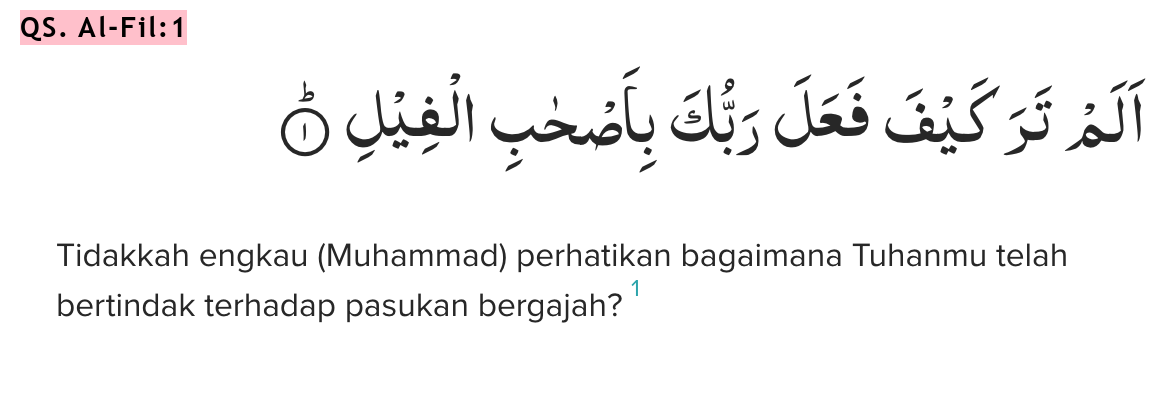 QS. Al-Fil:1
اَلَمْ تَرَ كَيْفَ فَعَلَ رَبُّكَ بِاَصْحٰبِ الْفِيْلِۗ ١
Tidakkah engkau (Muhammad) perhatikan bagaimana Tuhanmu telah
bertindak terhadap pasukan bergajah? 1